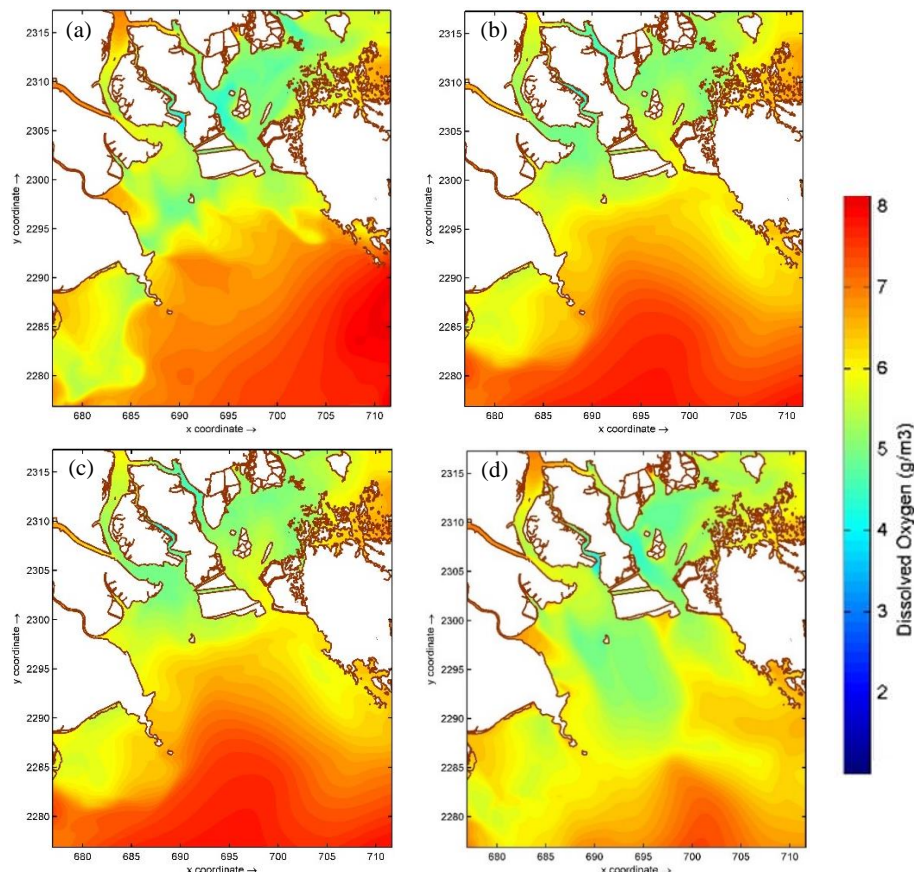 (a)
2315
2310
2305
2300
2295
2290
2285
2280
y coordinate →
680 685 690 695 700 705 710
x coordinate →
(b)
2315
2310
2305
2300
2295
2290
2285
2280
y coordinate →
680 685 690 695 700 705 710
x coordinate →
(c)
2315
2310
2305
2300
2295
2290
2285
2280
y coordinate →
680 685 690 695 700 705 710
x coordinate →
(d)
2315
2310
2305
2300
2295
2290
2285
2280
y coordinate →
680 685 690 695 700 705 710
x coordinate →
8
7
6
5
4
3
2
Dissolved Oxygen (g/m3)